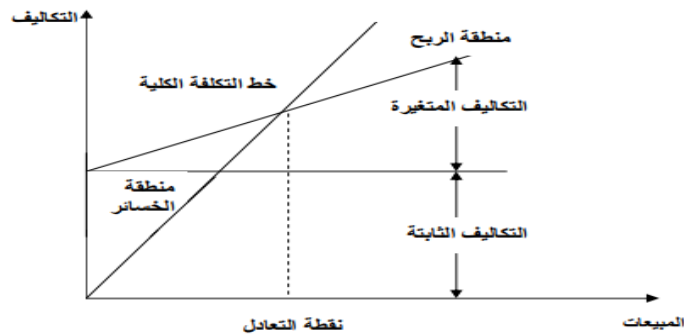 التكاليف
منطقة الربح
خط التكلفة الكلية
التكاليف المتغيرة
منطقة
الخسائر
التكاليف الثابتة
المبيعات
نقطة التعادل